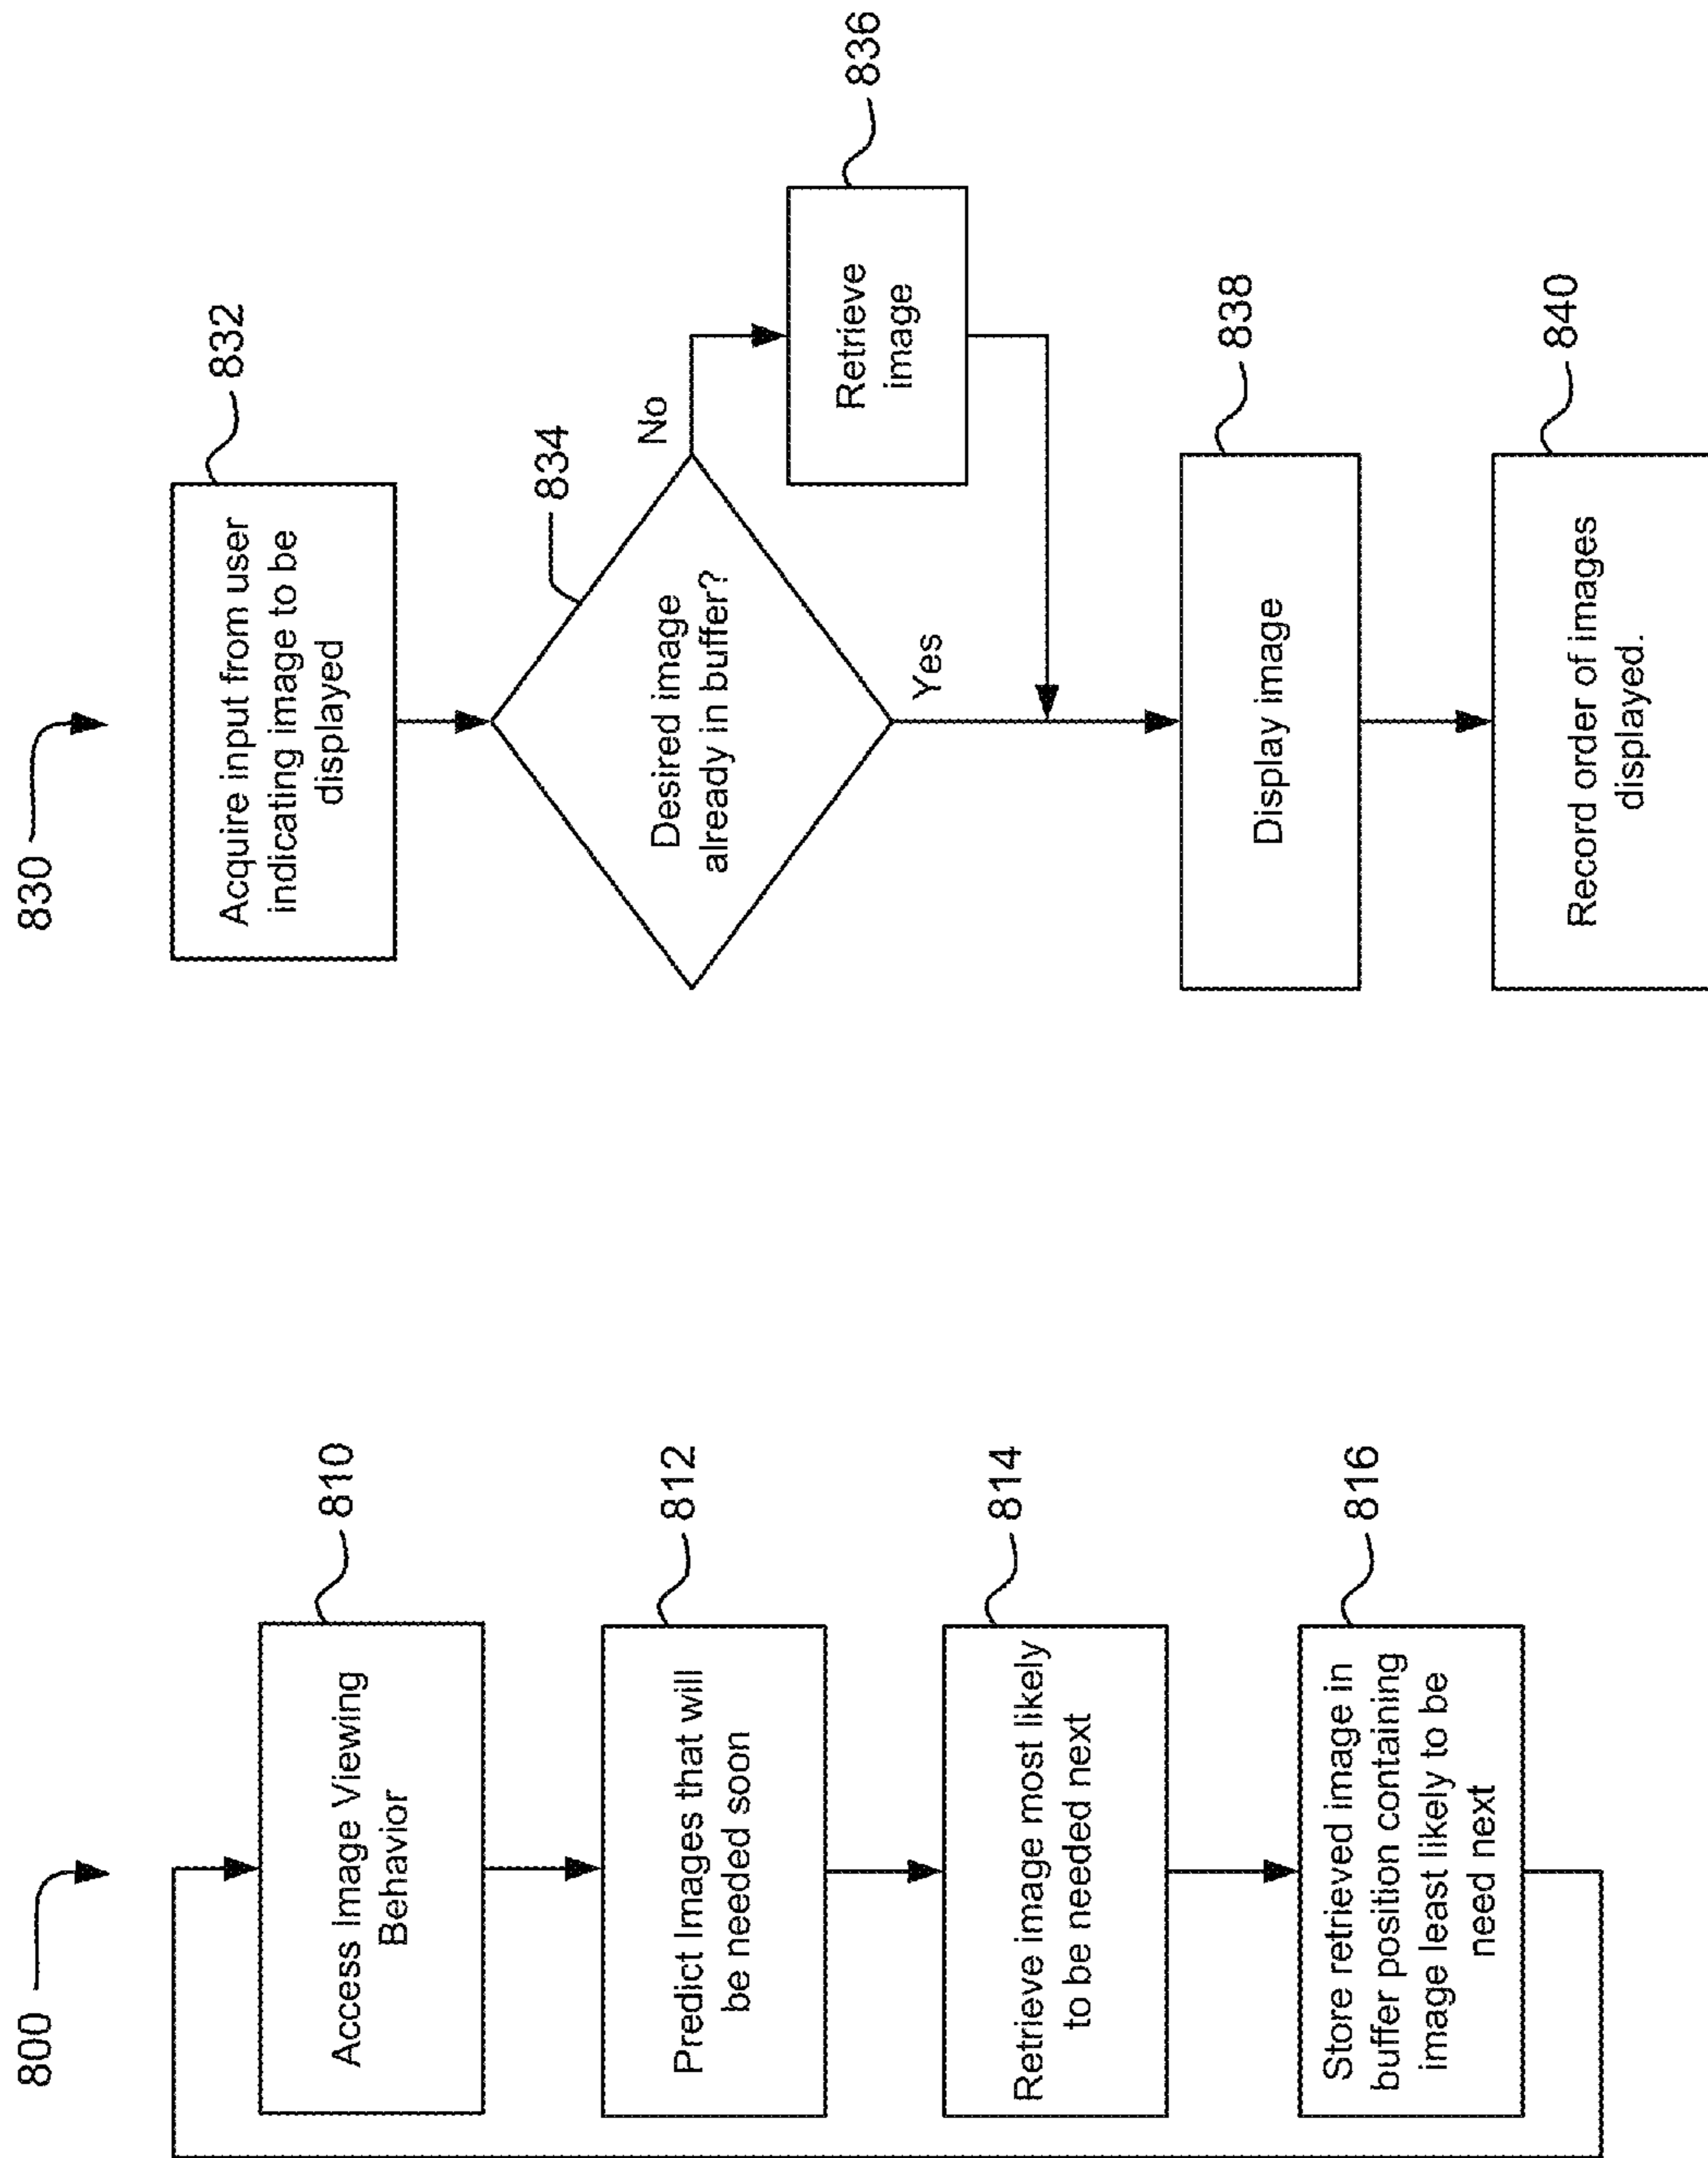 800
Access Image Viewing
Behavior
810
Predict Images that will
be needed soon
812
Retrieve image most likely
to be needed next
814
Store retrieved image in
buffer position containing
image least likely to be
need next
816
830
Acquire input from user
indicating image to be
displayed
832
Desired image
already in buffer?
834
No
Yes
Retrieve
image
836
Display image
838
Record order of images
displayed.
840